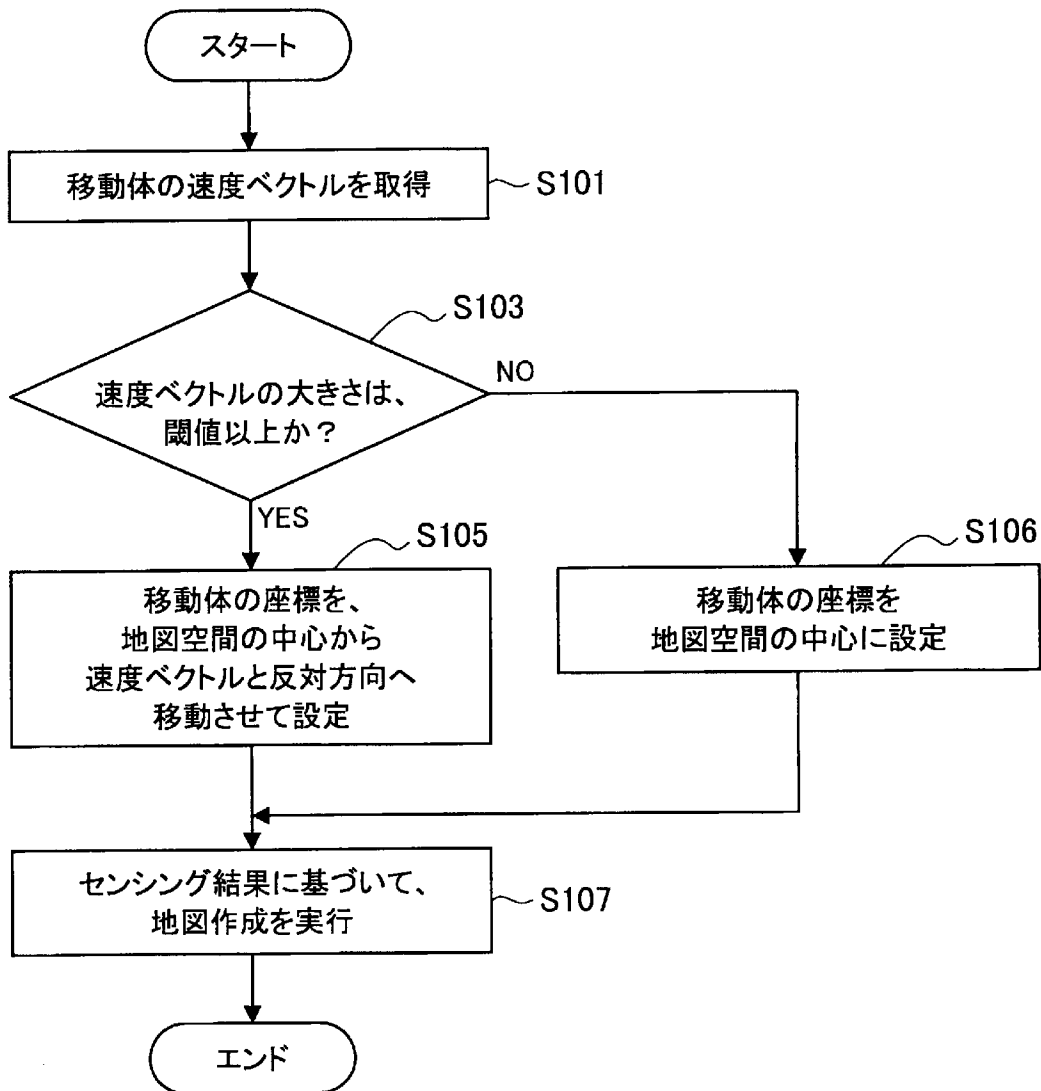 スタート
移動体の速度ベクトルを取得
S101
S103
速度ベクトルの大きさは、
閾値以上か？
NO
YES
S105
移動体の座標を、
地図空間の中心から
速度ベクトルと反対方向へ
移動させて設定
S106
移動体の座標を
地図空間の中心に設定
センシング結果に基づいて、
地図作成を実行
S107
エンド